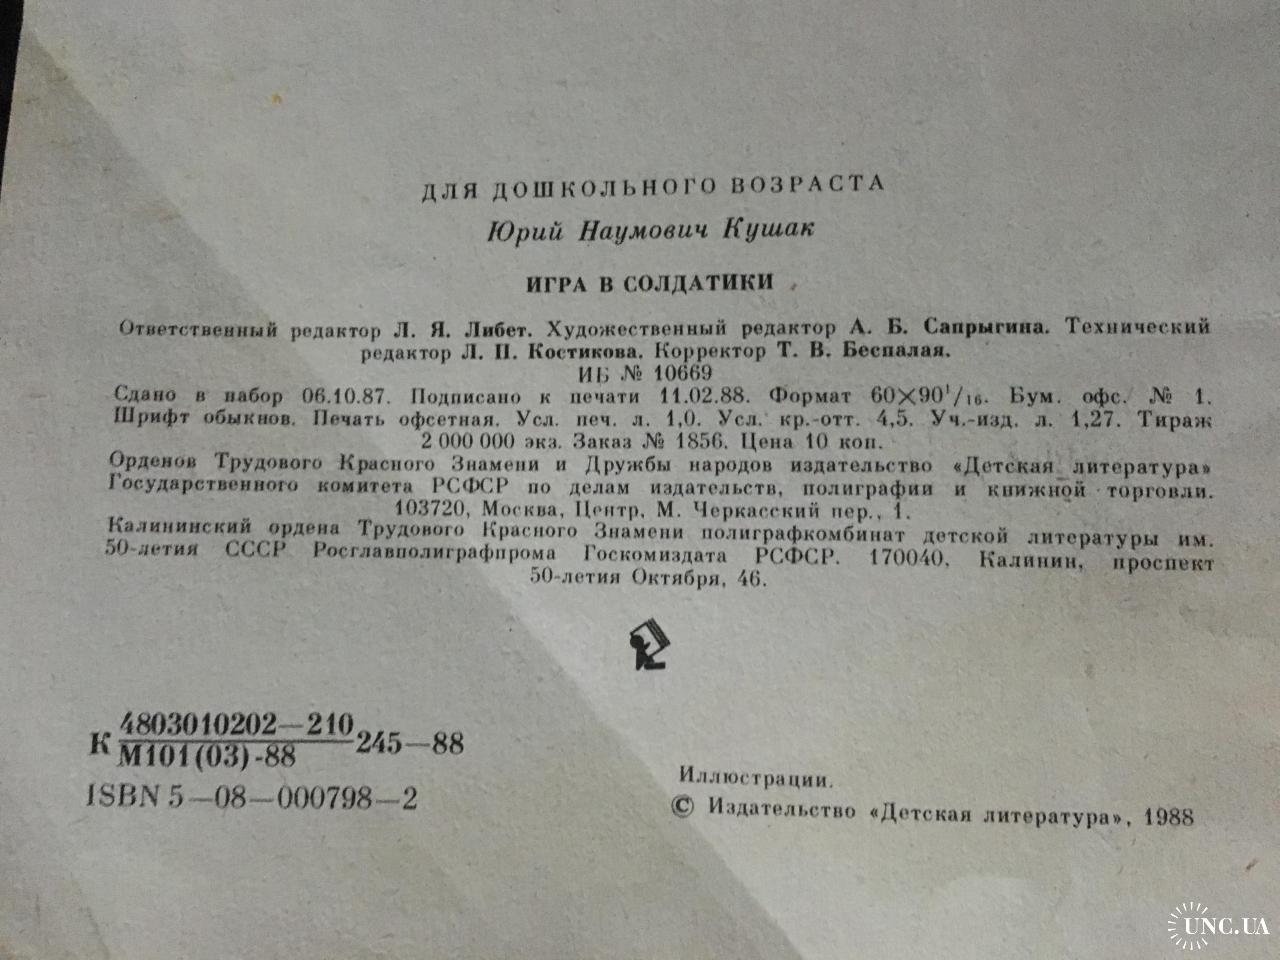 ДЛЯ ДОШКОЛЬНОГО ВОЗРАСТА
Юрий Наумович Кушак
ИГРА В СОЛДАТИКИ
Ответственный редактор Л. Я. Либет. Художественный редактор А. Б. Сапрыгина. Технический
редактор Л. П. Костикова. Корректор Т. В. Беспалая.
ИБ № 10669
Сдано в набор 06.10.87. Подписано к печати 11.02.88. Формат 60×90¹/₁₆. Бум. офс. № 1.
Шрифт обыкнов. Печать офсетная. Усл. печ. л. 1,0. Усл. кр.-отт. 4,5. Уч.-изд. л. 1,27. Тираж
2 000 000 экз. Заказ № 1856. Цена 10 коп.
Орденов Трудового Красного Знамени и Дружбы народов издательство «Детская литература»
Государственного комитета РСФСР по делам издательств, полиграфии и книжной торговли.
103720, Москва, Центр, М. Черкасский пер., 1.
Калининский ордена Трудового Красного Знамени полиграфкомбинат детской литературы им.
50-летия СССР Росглавполиграфпрома Госкомиздата РСФСР. 170040, Калинин, проспект
50-летия Октября, 46.
К 4803010202—210
М101(03)-88
245—88
ISBN 5—08—000798—2
Иллюстрации.
© Издательство «Детская литература», 1988
UNC.UA